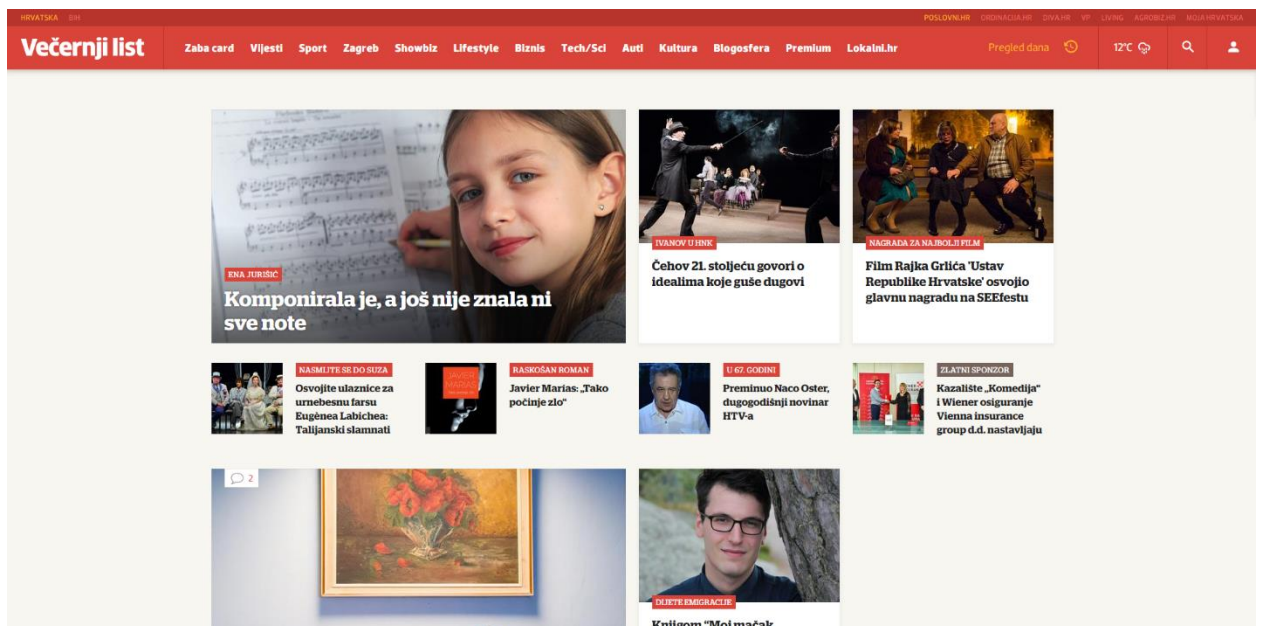 HRVATSKA BIH
POSLOVNI.HR ORDINACIJA.HR DIVA.HR VP LIVING AGROBIZ.HR MOJA HRVATSKA
Večernji list
Zaba card Vijesti Sport Zagreb Showbiz Lifestyle Biznis Tech/Sci Auti Kultura Blogosfera Premium Lokalni.hr
Pregled dana
12°C
ENA JURIŠIĆ
Komponirala je, a još nije znala ni
sve note
IVANOV U HNK
Čehov 21. stoljeću govori o
idealima koje guše dugovi
NAGRADA ZA NAJBOLJI FILM
Film Rajka Grlića 'Ustav
Republike Hrvatske' osvojio
glavnu nagradu na SEEfestu
NASMIJTE SE DO SUZA
Osvojite ulaznice za
urnebesnu farsu
Eugènea Labichea:
Talijanski slamnati
JAVIER
MARÍAS
RASKOŠAN ROMAN
Javier Marías: „Tako
počinje zlo“
U 67. GODINI
Preminuo Naco Oster,
dugogodišnji novinar
HTV-a
ZLATNI SPONZOR
Kazalište „Komedija“
i Wiener osiguranje
Vienna insurance
group d.d. nastavljaju
2
DIJETE EMIGRACIJE
Knjigom “Moj mačak